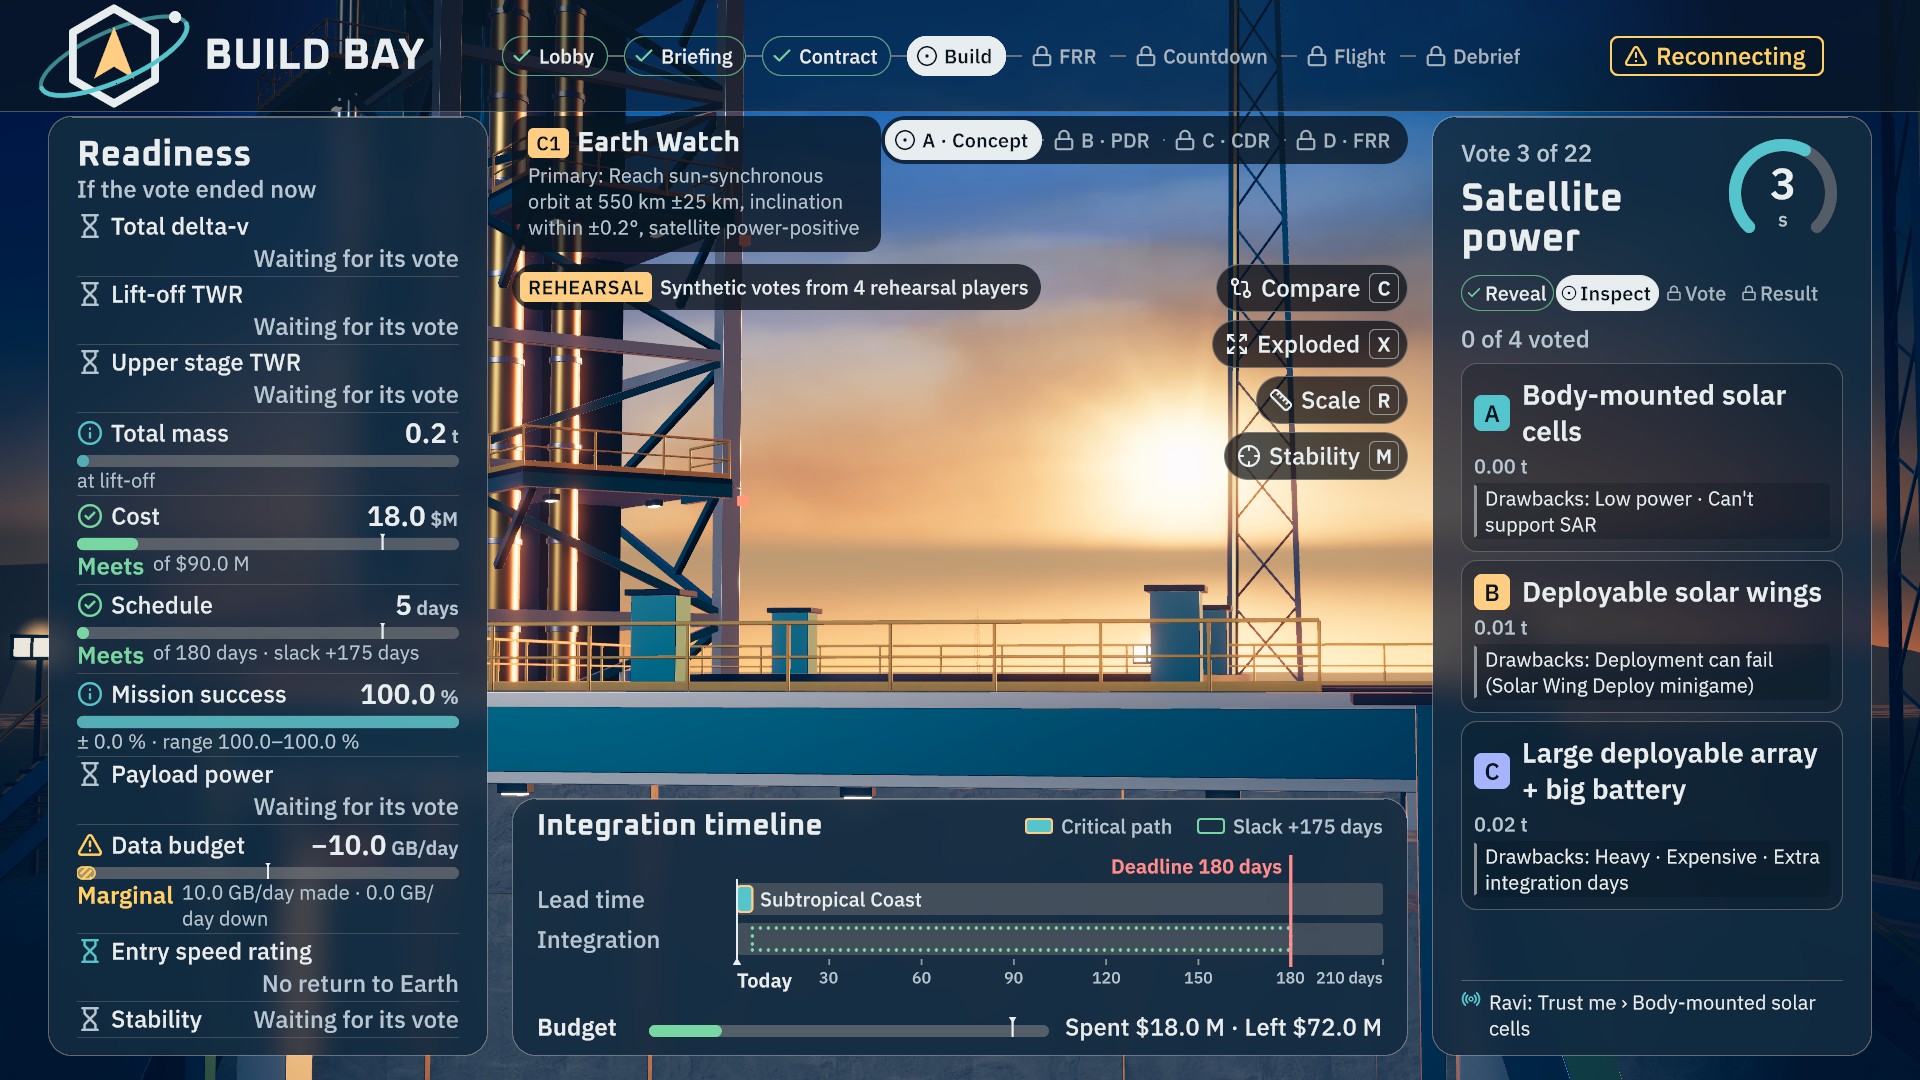 BUILD BAY
Lobby
Briefing
Contract
Build
FRR
Countdown
Flight
Debrief
Reconnecting
Readiness
If the vote ended now
Total delta-v
Waiting for its vote
Lift-off TWR
Waiting for its vote
Upper stage TWR
Waiting for its vote
Total mass 0.2 t
at lift-off
Cost 18.0 $M
Meets of $90.0 M
Schedule 5 days
Meets of 180 days · slack +175 days
Mission success 100.0 %
± 0.0 % · range 100.0–100.0 %
Payload power
Waiting for its vote
Data budget −10.0 GB/day
Marginal 10.0 GB/day made · 0.0 GB/
day down
Entry speed rating
No return to Earth
Stability Waiting for its vote
C1 Earth Watch
Primary: Reach sun-synchronous
orbit at 550 km ±25 km, inclination
within ±0.2°, satellite power-positive
A · Concept · B · PDR · C · CDR · D · FRR
REHEARSAL Synthetic votes from 4 rehearsal players
Compare C
Exploded X
Scale R
Stability M
Integration timeline
Critical path
Slack +175 days
Deadline 180 days
Lead time
Subtropical Coast
Integration
Today 30 60 90 120 150 180 210 days
Budget
Spent $18.0 M · Left $72.0 M
Vote 3 of 22
Satellite
power
3
s
Reveal
Inspect
Vote
Result
0 of 4 voted
A
Body-mounted solar
cells
0.00 t
Drawbacks: Low power · Can't
support SAR
B Deployable solar wings
0.01 t
Drawbacks: Deployment can fail
(Solar Wing Deploy minigame)
C
Large deployable array
+ big battery
0.02 t
Drawbacks: Heavy · Expensive · Extra
integration days
Ravi: Trust me › Body-mounted solar
cells